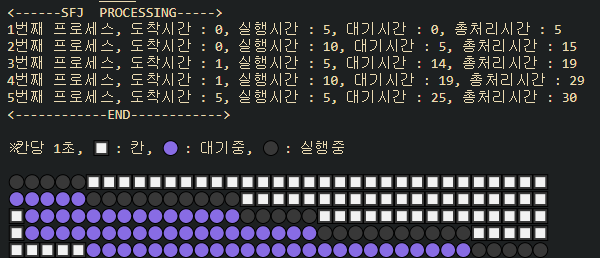 <------SFJ  PROCESSING----->
1번째 프로세스, 도착시간 : 0, 실행시간 : 5, 대기시간 : 0, 총처리시간 : 5
2번째 프로세스, 도착시간 : 0, 실행시간 : 10, 대기시간 : 5, 총처리시간 : 15
3번째 프로세스, 도착시간 : 1, 실행시간 : 5, 대기시간 : 14, 총처리시간 : 19
4번째 프로세스, 도착시간 : 1, 실행시간 : 10, 대기시간 : 19, 총처리시간 : 29
5번째 프로세스, 도착시간 : 5, 실행시간 : 5, 대기시간 : 25, 총처리시간 : 30
<------------END------------>
※칸당 1초, ■ : 칸, ● : 대기중, ● : 실행중